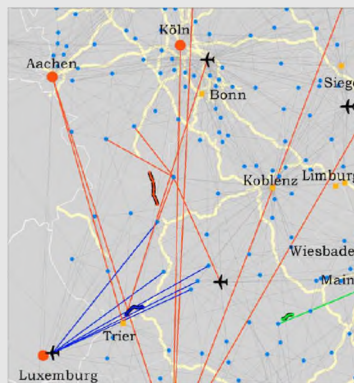 Köln
Aachen
Siege
Bonn
Koblenz
Limburg
Wiesbade
Main
Trier
Luxemburg